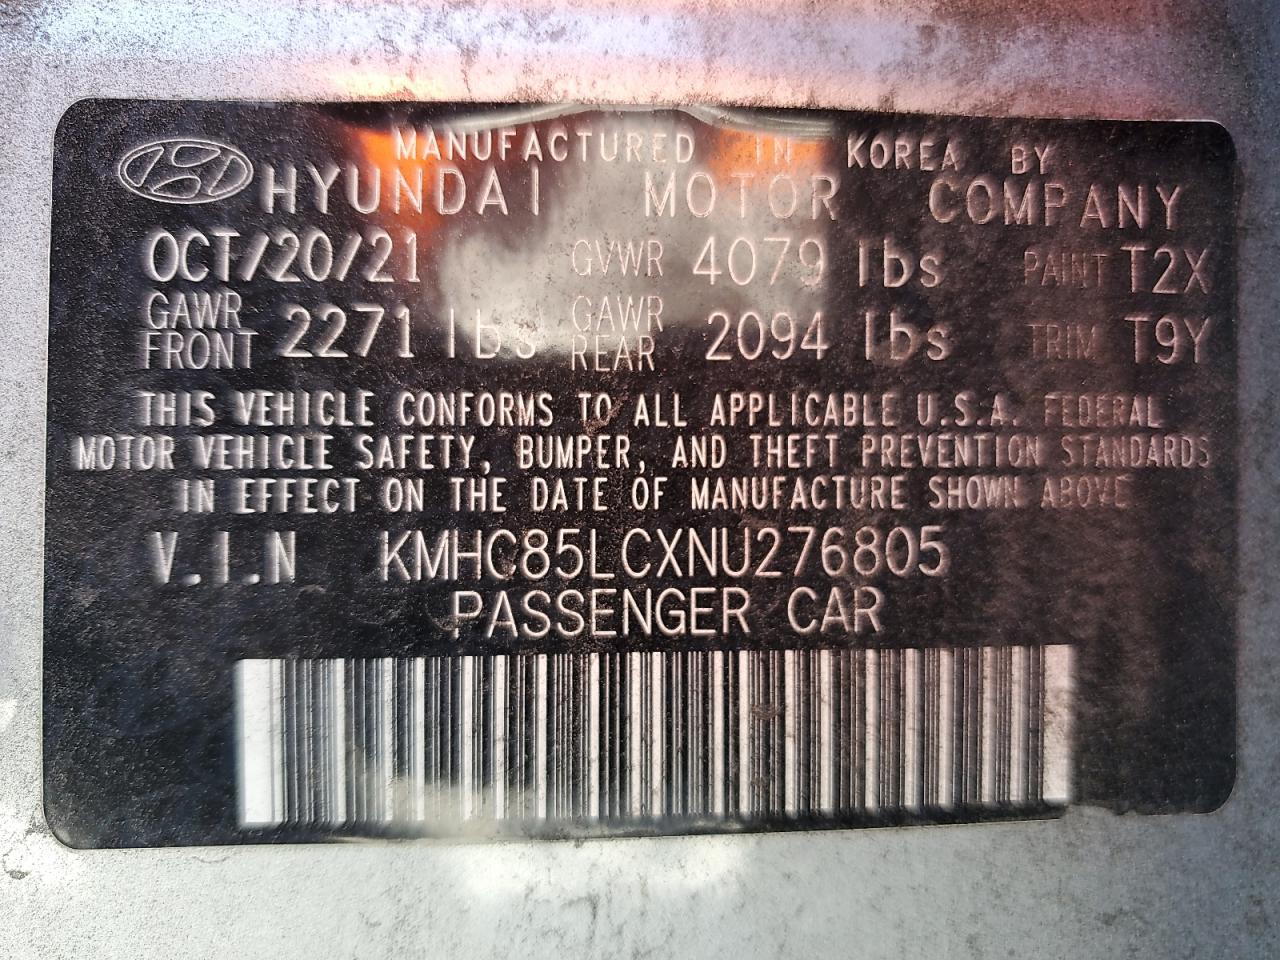 MANUFACTURED IN KOREA BY
HYUNDAI MOTOR COMPANY
OCT/20/21 GVWR 4079 lbs PAINT T2X
GAWR FRONT 2271 lbs GAWR REAR 2094 lbs TRIM T9Y
THIS VEHICLE CONFORMS TO ALL APPLICABLE U.S.A. FEDERAL
MOTOR VEHICLE SAFETY, BUMPER, AND THEFT PREVENTION STANDARDS
IN EFFECT ON THE DATE OF MANUFACTURE SHOWN ABOVE
V.I.N KMHC85LCXNU276805
PASSENGER CAR